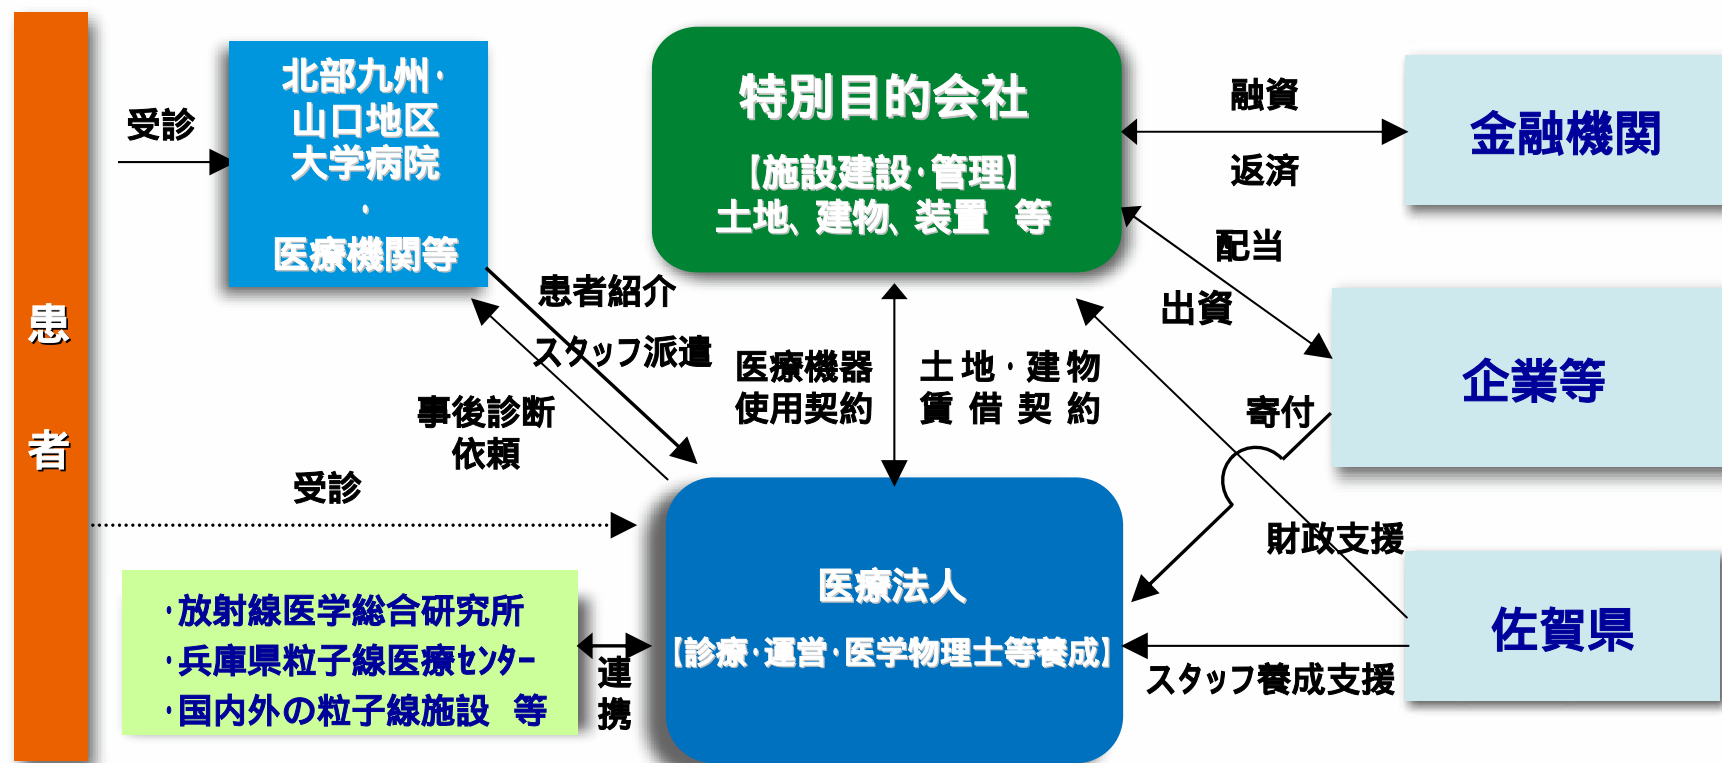 患
者
受診
北部九州・
山口地区
大学病院
・
医療機関等
特別目的会社
【施設建設・管理】
土地、建物、装置 等
融資
返済
金融機関
配当
出資
企業等
患者紹介
スタッフ派遣
事後診断
依頼
医療機器
使用契約
土地・建物
賃借契約
寄付
受診
財政支援
佐賀県
スタッフ養成支援
医療法人
【診療・運営・医学物理士等養成】
・放射線医学総合研究所
・兵庫県粒子線医療ｾﾝﾀｰ
・国内外の粒子線施設 等
連
携